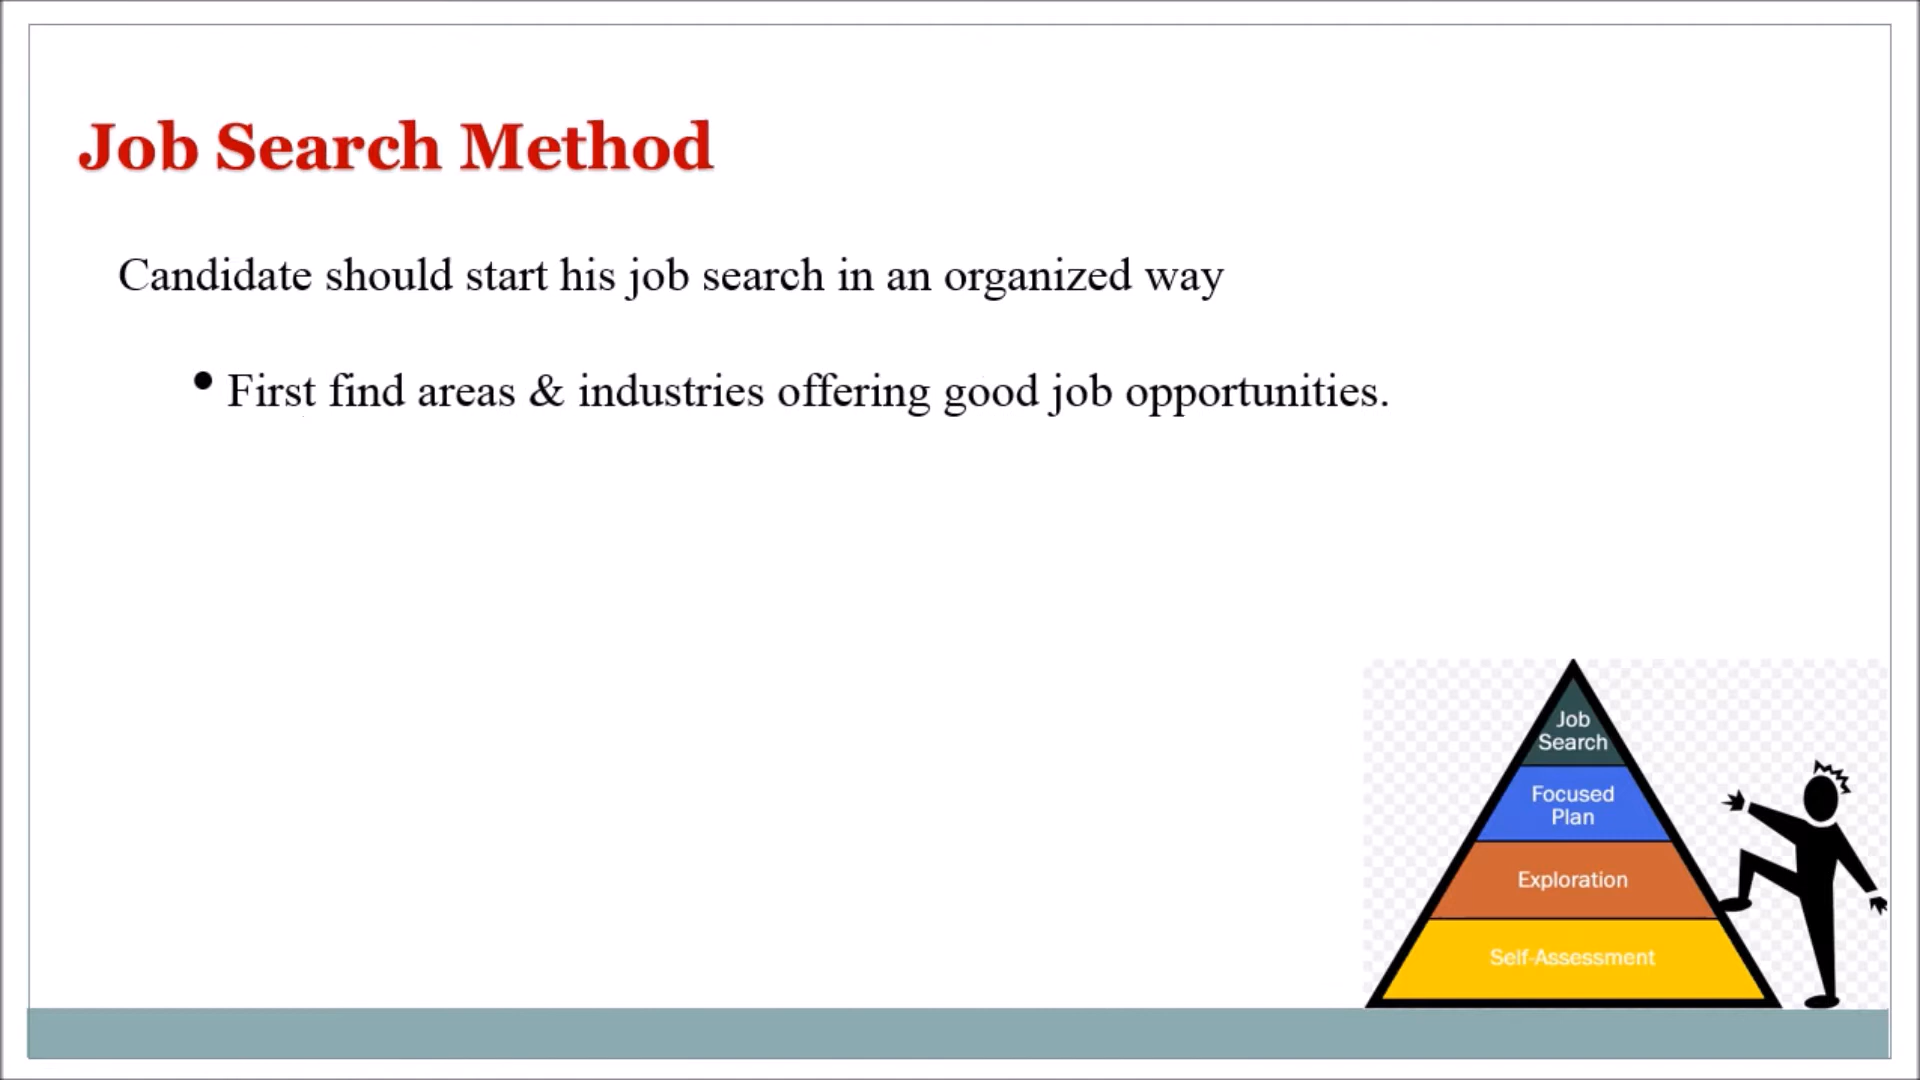 Job Search Method
Candidate should start his job search in an organized way
• First find areas & industries offering good job opportunities.
Job
Search
Focused
Plan
Exploration
Self-Assessment